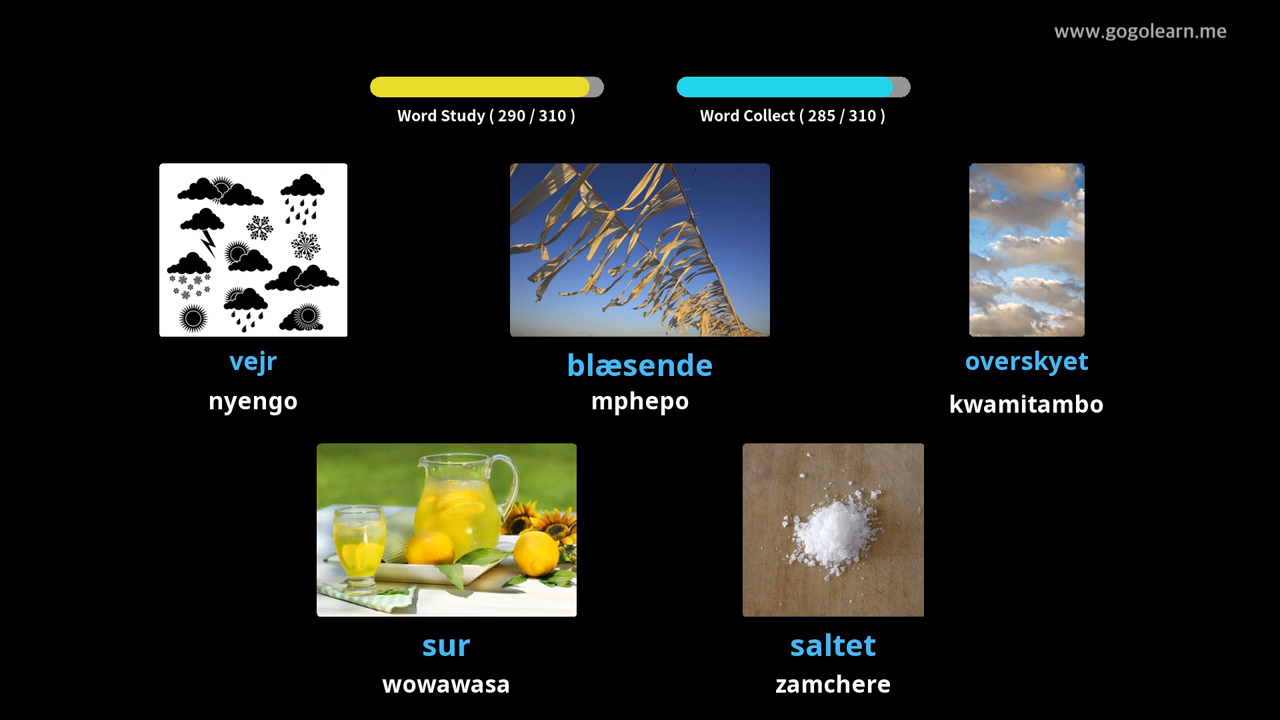 www.gogolearn.me
Word Study ( 290 / 310 )
Word Collect ( 285 / 310 )
vejr
nyengo
blæsende
mphepo
overskyet
kwamitambo
sur
wowawasa
saltet
zamchere